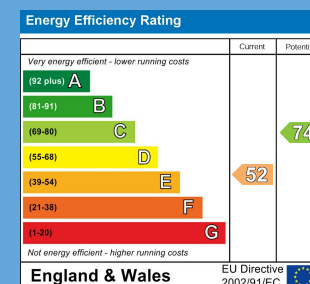 Energy Efficiency Rating
Current
Very energy efficient - lower running costs
(92 plus) A
(81-91) B
(69-80) C 74
(55-68) D
(39-54) E 52
(21-38) F
(1-20) G
Not energy efficient - higher running costs
England & Wales
EU Directive
2002/91/EC